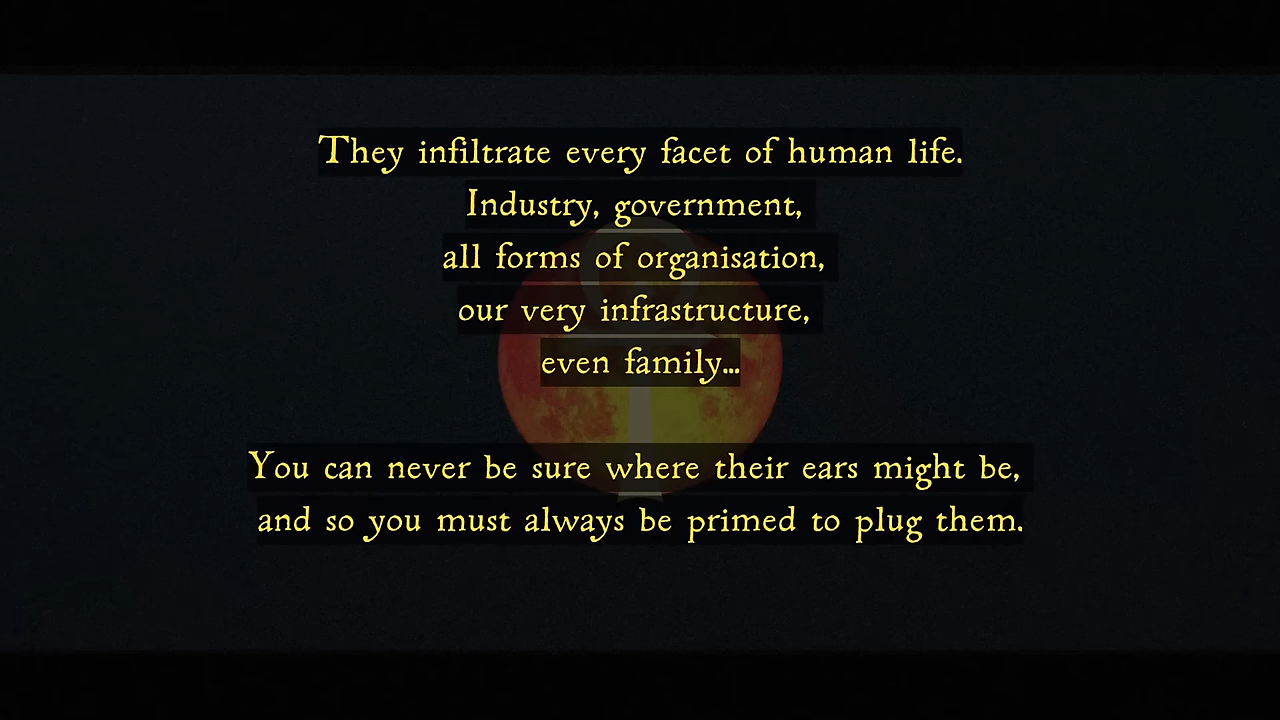 They infiltrate every facet of human life.
Industry, government,
all forms of organisation,
our very infrastructure,
even family...
You can never be sure where their ears might be,
and so you must always be primed to plug them.